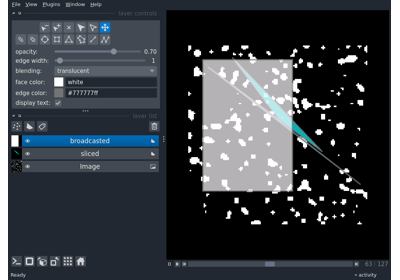 File View Plugins Window Help
layer controls
opacity: 0.70
edge width: 1
blending: translucent
face color: white
edge color: #777777ff
display text:
layer list
broadcasted
sliced
Image
63 127
Ready
activity